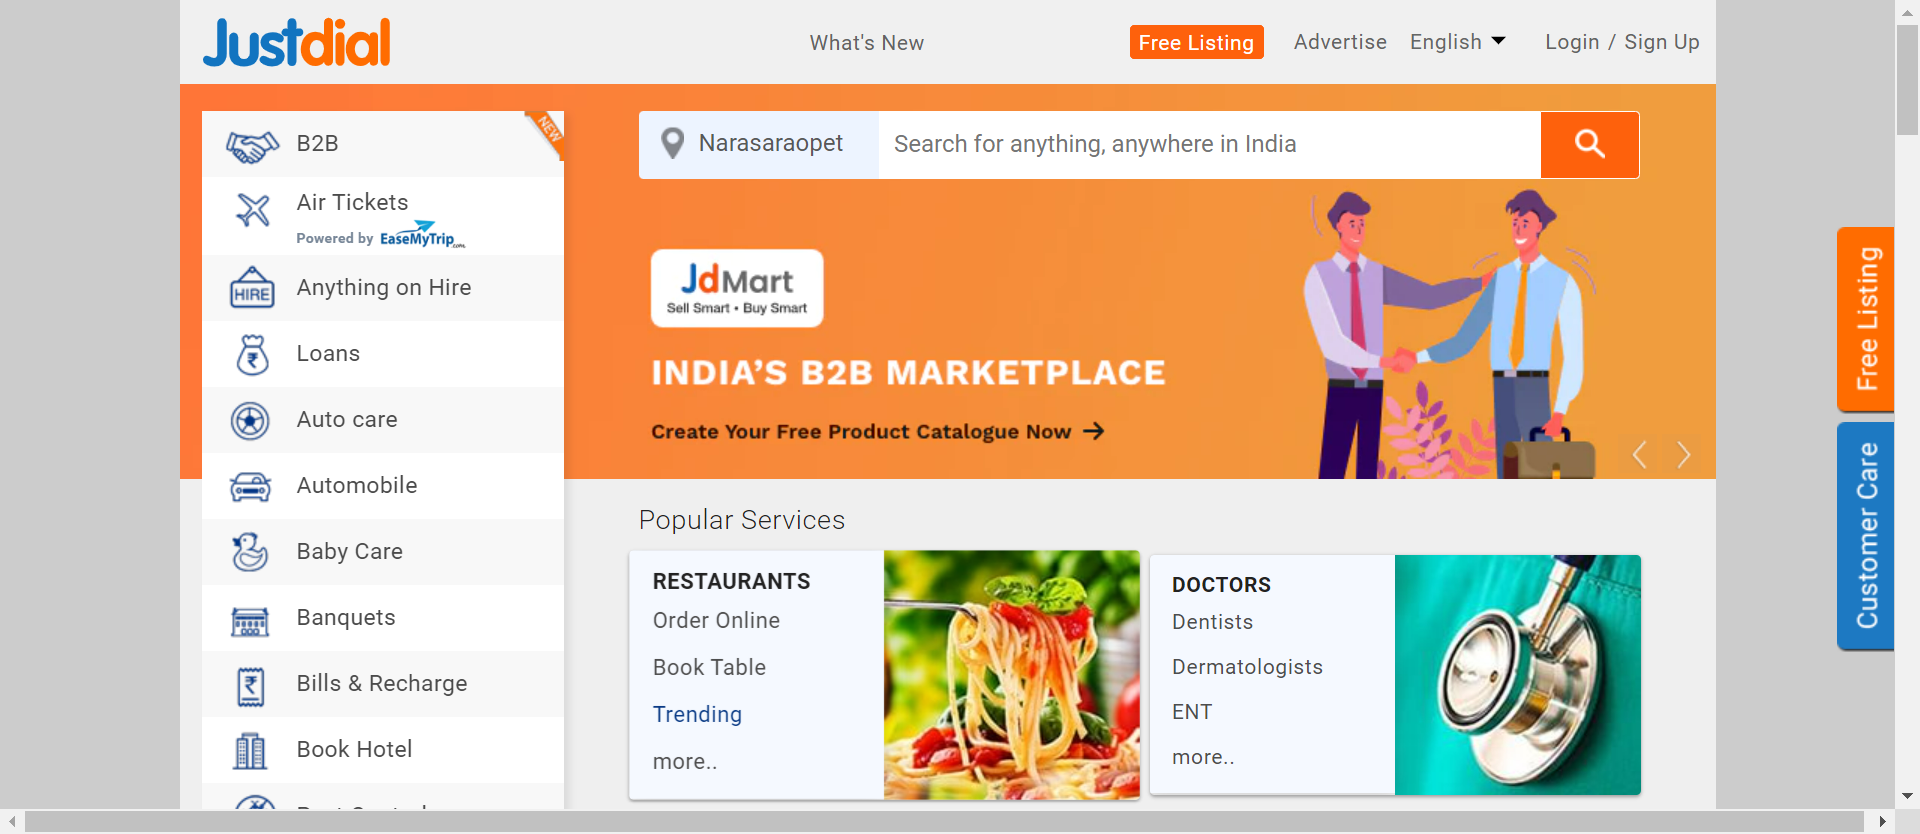 Justdial
What's New
Free Listing
Advertise
English
Login / Sign Up
B2B
NEW
Air Tickets
Powered by EaseMyTrip.com
Anything on Hire
HIRE
Loans
Auto care
Automobile
Baby Care
Banquets
Bills & Recharge
Book Hotel
Narasaraopet
Search for anything, anywhere in India
JdMart
Sell Smart • Buy Smart
INDIA'S B2B MARKETPLACE
Create Your Free Product Catalogue Now →
Popular Services
RESTAURANTS
Order Online
Book Table
Trending
more..
DOCTORS
Dentists
Dermatologists
ENT
more..
Free Listing
Customer Care